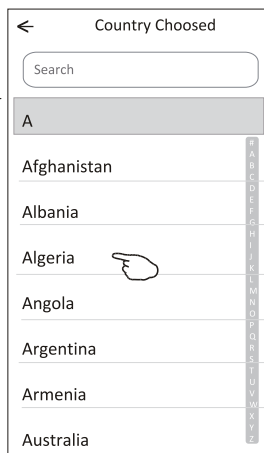 Country Choosed
Search
A
Afghanistan
Albania
Algeria
Angola
Argentina
Armenia
Australia
#
A
B
C
D
E
F
G
H
I
J
K
L
M
N
O
P
Q
R
S
T
U
V
W
X
Y
Z